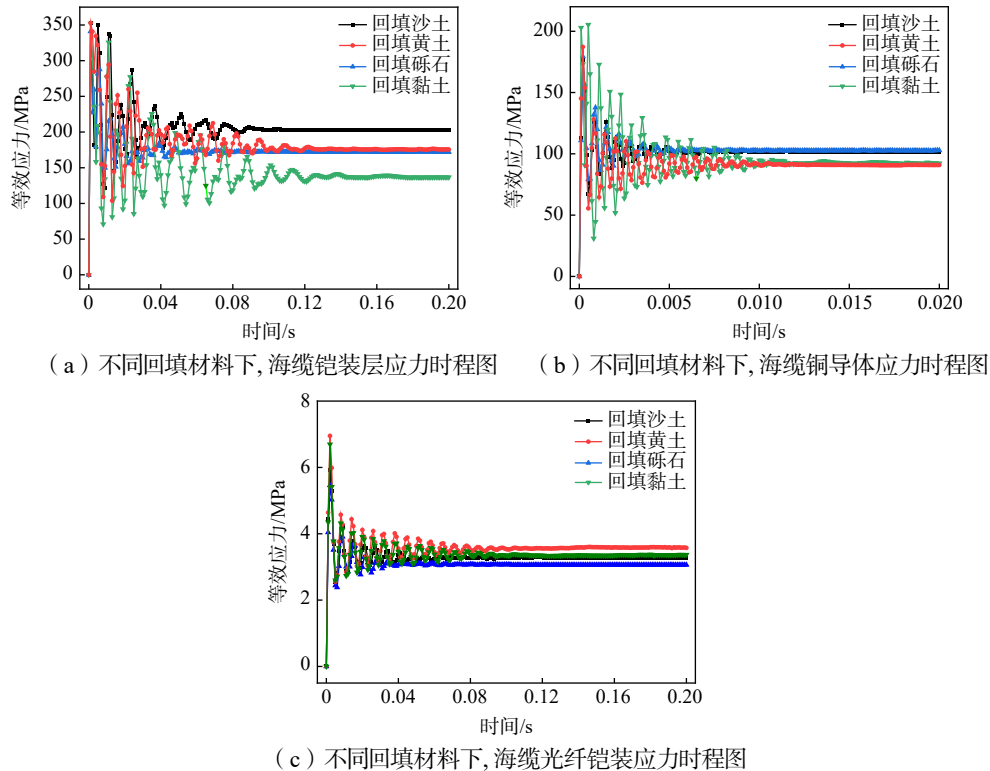 350
300
250
200
150
100
50
0
等效应力/MPa
回填沙土
回填黄土
回填砾石
回填黏土
0 0.04 0.08 0.12 0.16 0.20
时间/s
(a)不同回填材料下,海缆铠装层应力时程图
200
150
100
50
0
等效应力/MPa
回填沙土
回填黄土
回填砾石
回填黏土
0 0.005 0.010 0.015 0.020
时间/s
(b)不同回填材料下,海缆铜导体应力时程图
8
6
4
2
0
等效应力/MPa
回填沙土
回填黄土
回填砾石
回填黏土
0 0.04 0.08 0.12 0.16 0.20
时间/s
(c)不同回填材料下,海缆光纤铠装应力时程图